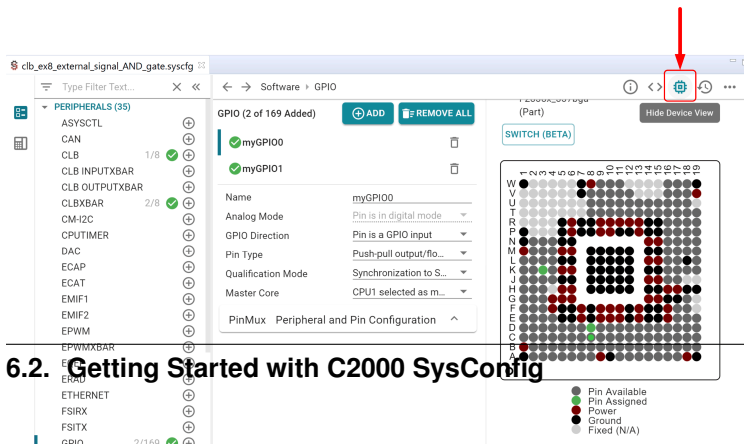 clb_ex8_external_signal_AND_gate.syscfg
Type Filter Text...
Software › GPIO
PERIPHERALS (35)
ASYSCTL
CAN
CLB 1/8
CLB INPUTXBAR
CLB OUTPUTXBAR
CLBXBAR 2/8
CM-I2C
CPUTIMER
DAC
ECAP
ECAT
EMIF1
EMIF2
EPWM
EPWMXBAR
ERAD
ETHERNET
FSIRX
FSITX
GPIO 2/169
GPIO (2 of 169 Added)
ADD
REMOVE ALL
myGPIO0
myGPIO1
Name myGPIO0
Analog Mode Pin is in digital mode
GPIO Direction Pin is a GPIO input
Pin Type Push-pull output/flo...
Qualification Mode Synchronization to S...
Master Core CPU1 selected as m...
PinMux Peripheral and Pin Configuration
(Part)
Hide Device View
SWITCH (BETA)
1 2 3 4 5 6 7 8 9 10 11 12 13 14 15 16 17 18 19
W
V
U
T
R
P
N
M
L
K
J
H
G
F
E
D
C
B
A
Pin Available
Pin Assigned
Power
Ground
Fixed (N/A)
6.2. Getting Started with C2000 SysConfig